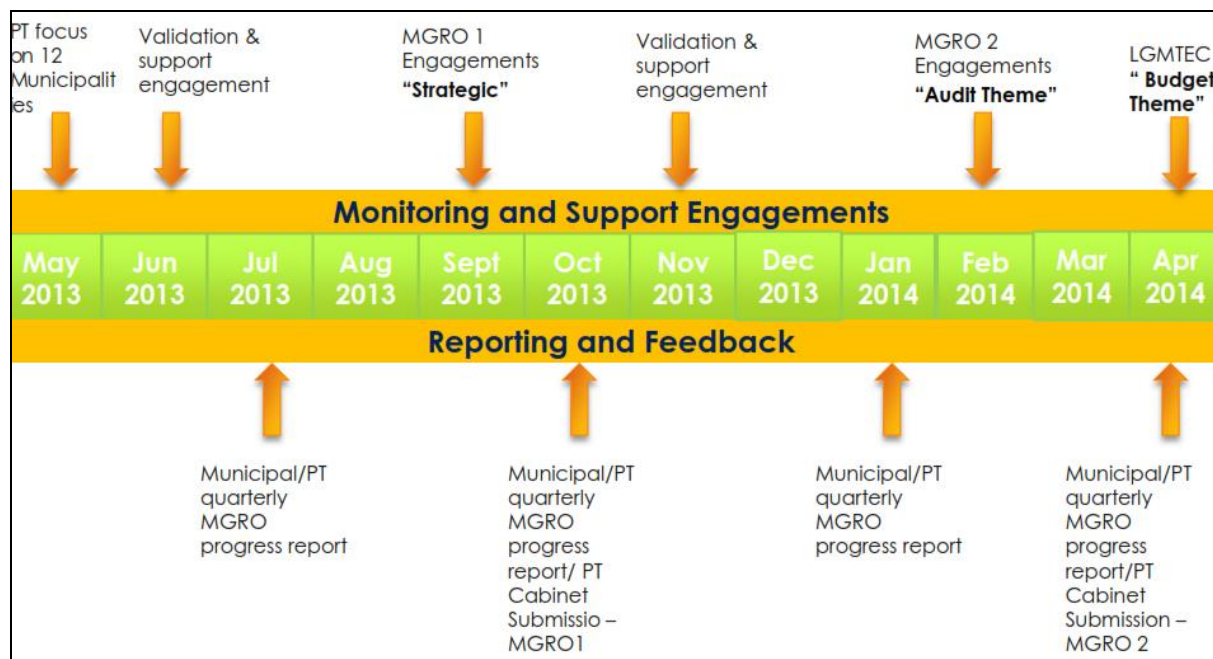 PT focus
on 12
Municipalit
ies
Validation &
support
engagement
MGRO 1
Engagements
“Strategic”
Validation &
support
engagement
MGRO 2
Engagements
“Audit Theme”
LGMTEC
“ Budget
Theme”
Monitoring and Support Engagements
May
2013
Jun
2013
Jul
2013
Aug
2013
Sept
2013
Oct
2013
Nov
2013
Dec
2013
Jan
2014
Feb
2014
Mar
2014
Apr
2014
Reporting and Feedback
Municipal/PT
quarterly
MGRO
progress report
Municipal/PT
quarterly
MGRO
progress
report/ PT
Cabinet
Submissio –
MGRO1
Municipal/PT
quarterly
MGRO
progress report
Municipal/PT
quarterly
MGRO
progress
report/PT
Cabinet
Submission –
MGRO 2